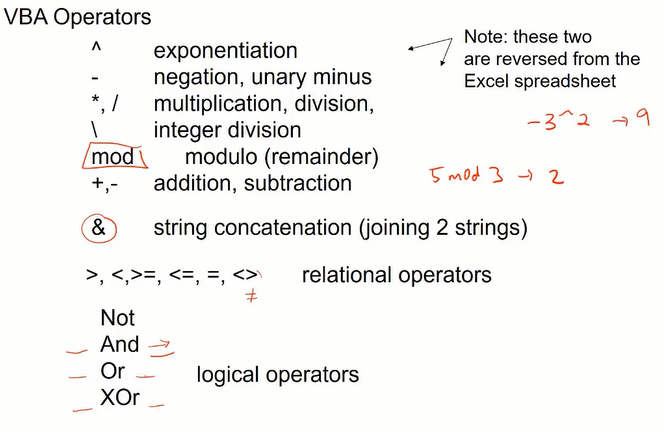 VBA Operators
^ exponentiation
- negation, unary minus
Note: these two
are reversed from the
Excel spreadsheet
*, / multiplication, division,
\ integer division
-3^2 → 9
mod modulo (remainder)
+,- addition, subtraction
5 mod 3 → 2
& string concatenation (joining 2 strings)
>, <,>=, <=, =, <> relational operators
≠
Not
And
Or
XOr
logical operators